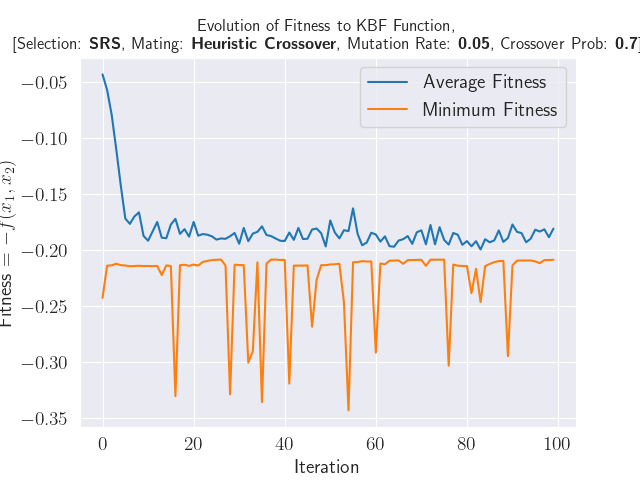 Evolution of Fitness to KBF Function,
[Selection: SRS, Mating: Heuristic Crossover, Mutation Rate: 0.05, Crossover Prob: 0.7]
Average Fitness
Minimum Fitness
−0.05
−0.10
−0.15
−0.20
−0.25
−0.30
−0.35
Fitness = −f(x₁, x₂)
0 20 40 60 80 100
Iteration